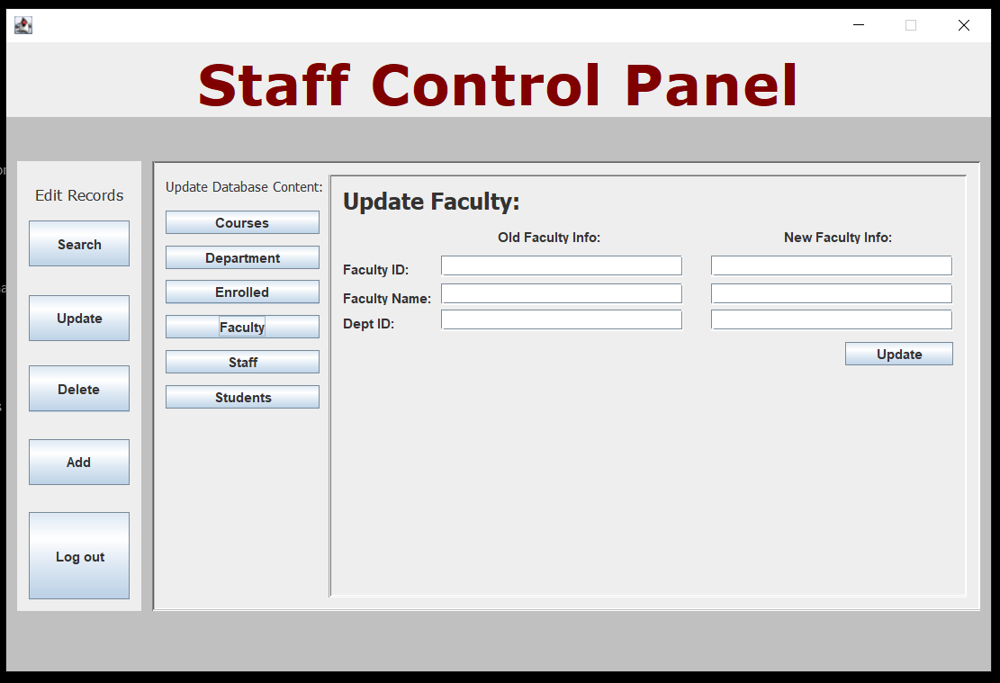 Staff Control Panel
Edit Records
Search
Update
Delete
Add
Log out
Update Database Content:
Courses
Department
Enrolled
Faculty
Staff
Students
Update Faculty:
Old Faculty Info: New Faculty Info:
Faculty ID:
Faculty Name:
Dept ID:
Update